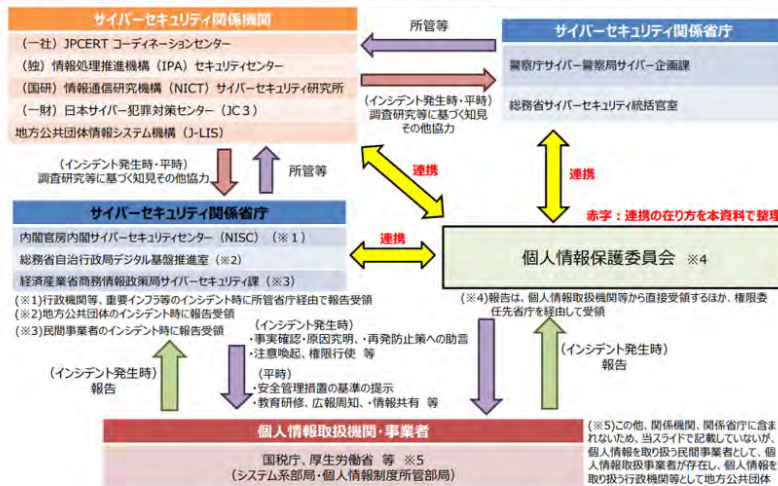 サイバーセキュリティ関係機関
(一社)JPCERT コーディネーションセンター
(独)情報処理推進機構(IPA)セキュリティセンター
(国研)情報通信研究機構(NICT)サイバーセキュリティ研究所
(一財)日本サイバー犯罪対策センター(JC3)
地方公共団体情報システム機構(J-LIS)
所管等
(インシデント発生時・平時)
調査研究等に基づく知見
その他協力
サイバーセキュリティ関係省庁
警察庁サイバー警察局サイバー企画課
総務省サイバーセキュリティ統括官室
(インシデント発生時・平時)
調査研究等に基づく知見その他協力
所管等
連携
連携
赤字:連携の在り方を本資料で整理
サイバーセキュリティ関係省庁
内閣官房内閣サイバーセキュリティセンター(NISC)(※1)
総務省自治行政局デジタル基盤推進室(※2)
経済産業省商務情報政策局サイバーセキュリティ課(※3)
連携
個人情報保護委員会 ※4
(※1)行政機関等、重要インフラ等のインシデント時に所管省庁経由で報告受領
(※2)地方公共団体のインシデント時に報告受領
(※3)民間事業者のインシデント時に報告受領
(※4)報告は、個人情報取扱機関等から直接受領するほか、権限委
任先省庁を経由して受領
(インシデント発生時)
報告
(インシデント発生時)
・事実確認・原因究明、・再発防止策への助言
・注意喚起、権限行使 等
(平時)
・安全管理措置の基準の提示
・教育研修、広報周知、・情報共有 等
(インシデント発生時)
報告
個人情報取扱機関・事業者
国税庁、厚生労働省 等 ※5
(システム系部局・個人情報制度所管部局)
(※5)この他、関係機関、関係省庁に含ま
れないため、当スライドで記載していないが、
個人情報を取り扱う民間事業者として、個
人情報取扱事業者が存在し、個人情報を
取り扱う行政機関等として地方公共団体